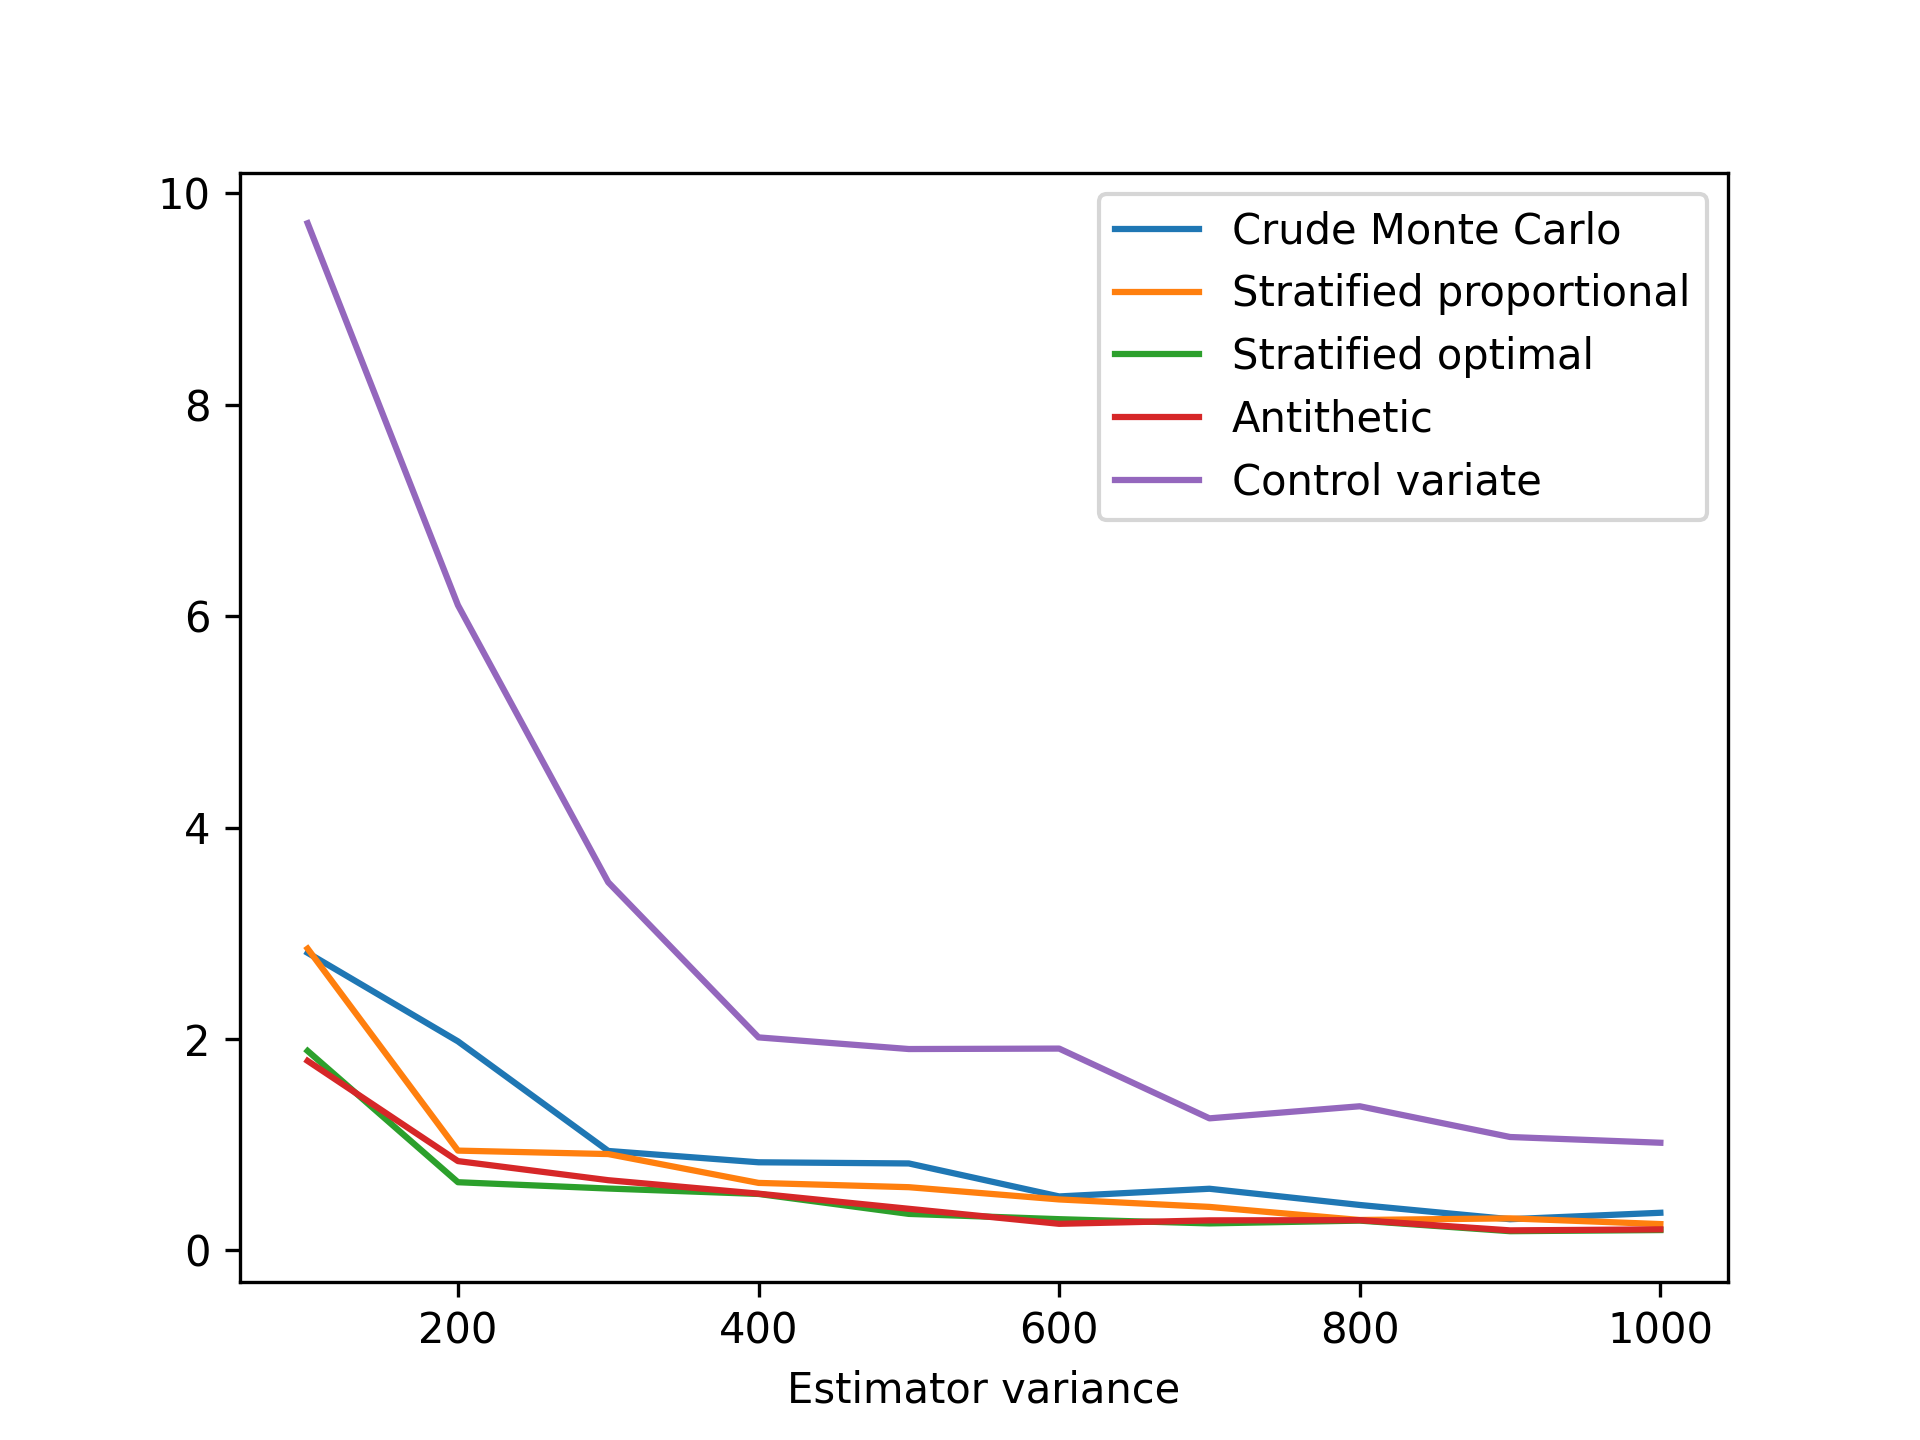 10
8
6
4
2
0
Crude Monte Carlo
Stratified proportional
Stratified optimal
Antithetic
Control variate
200 400 600 800 1000
Estimator variance